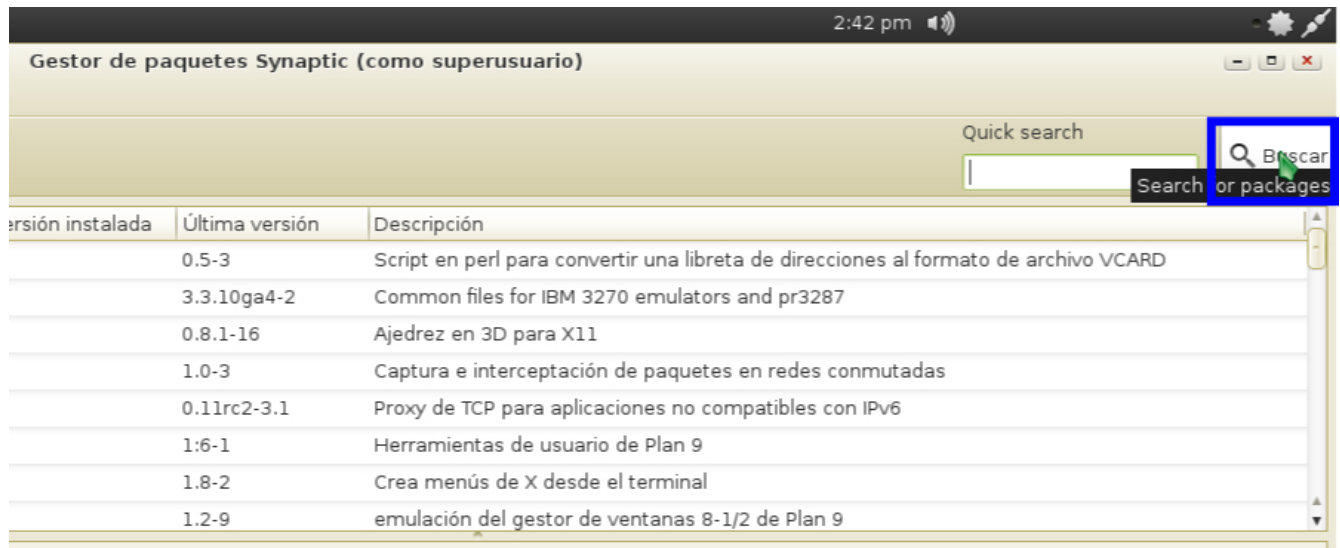 2:42 pm
Gestor de paquetes Synaptic (como superusuario)
Quick search
Buscar
Search for packages
ersión instalada Última versión Descripción
0.5-3 Script en perl para convertir una libreta de direcciones al formato de archivo VCARD
3.3.10ga4-2 Common files for IBM 3270 emulators and pr3287
0.8.1-16 Ajedrez en 3D para X11
1.0-3 Captura e interceptación de paquetes en redes conmutadas
0.11rc2-3.1 Proxy de TCP para aplicaciones no compatibles con IPv6
1:6-1 Herramientas de usuario de Plan 9
1.8-2 Crea menús de X desde el terminal
1.2-9 emulación del gestor de ventanas 8-1/2 de Plan 9